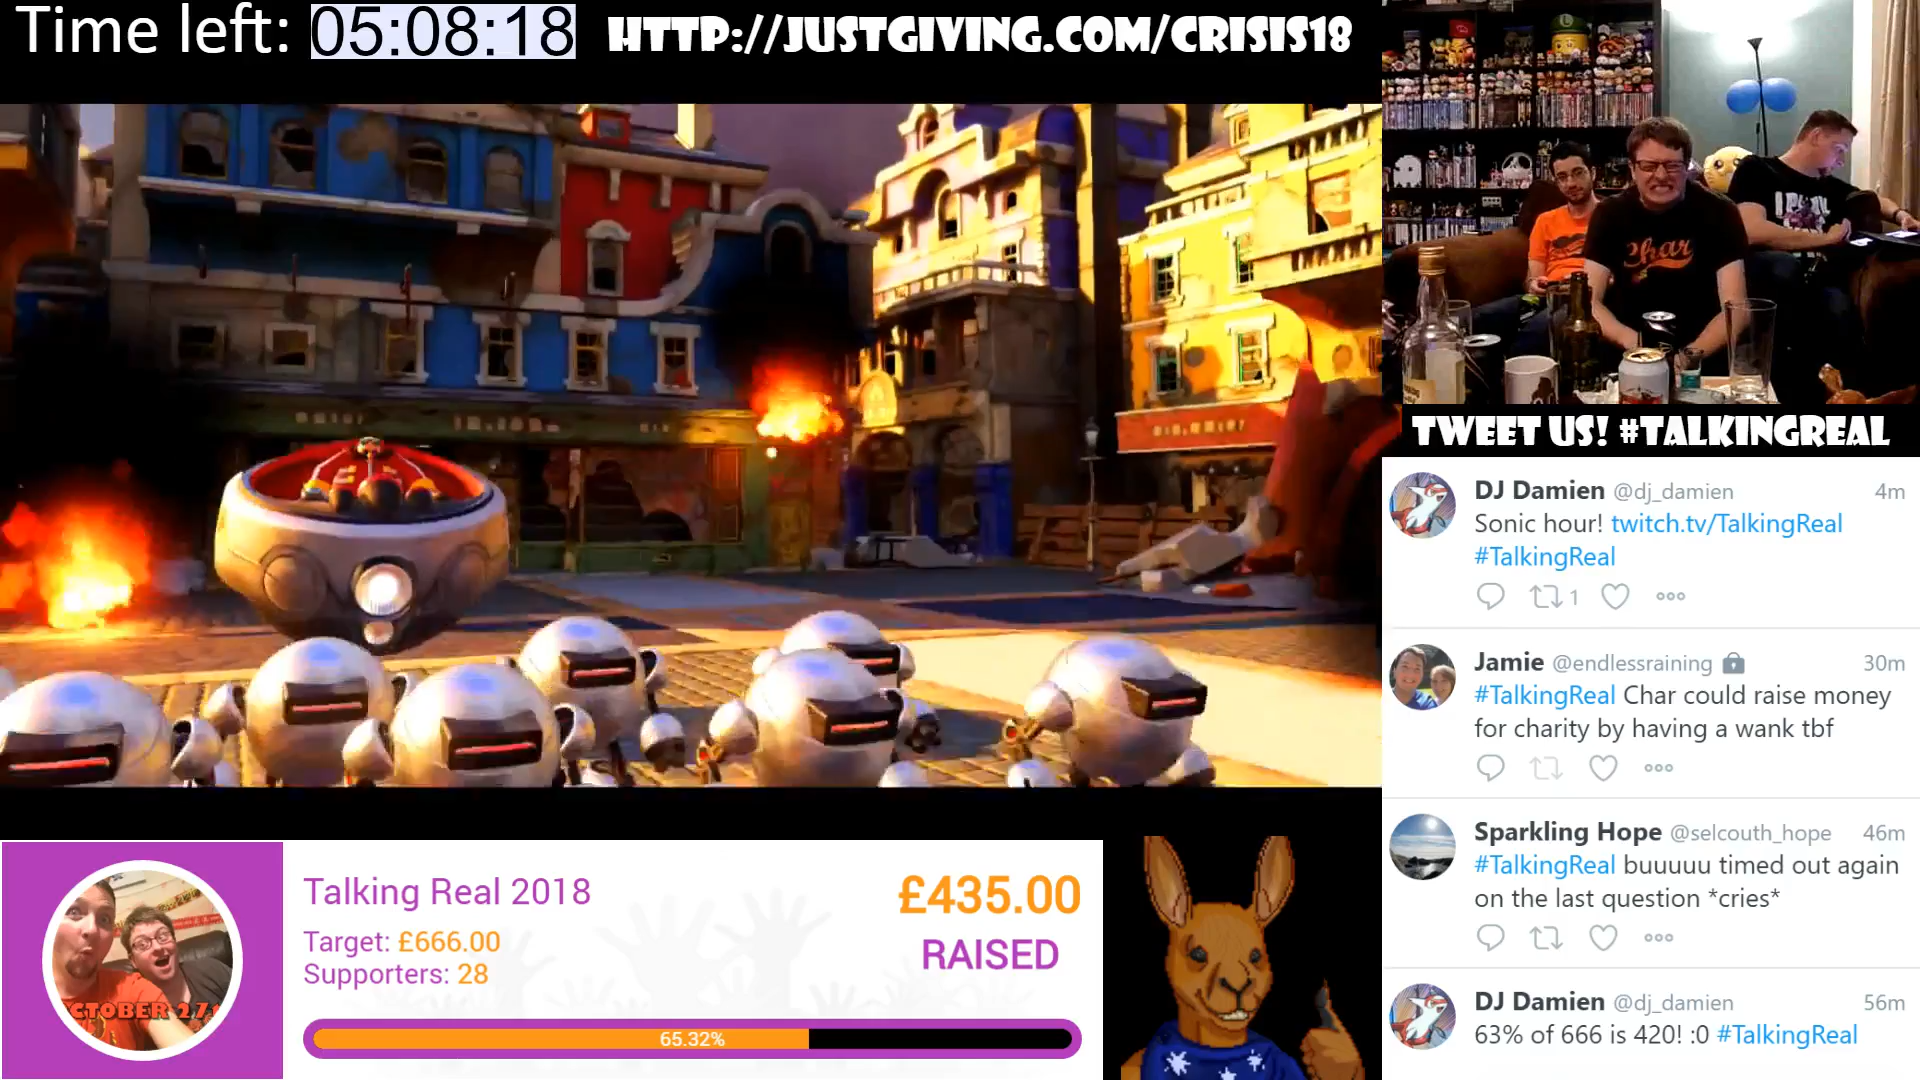 Time left: 05:08:18
HTTP://JUSTGIVING.COM/CRISIS18
Char
TWEET US! #TALKINGREAL
DJ Damien @dj_damien 4m
Sonic hour! twitch.tv/TalkingReal
#TalkingReal
1
Jamie @endlessraining 30m
#TalkingReal Char could raise money
for charity by having a wank tbf
Sparkling Hope @selcouth_hope 46m
#TalkingReal buuuuu timed out again
on the last question *cries*
DJ Damien @dj_damien 56m
63% of 666 is 420! :0 #TalkingReal
Talking Real 2018
Target: £666.00
Supporters: 28
£435.00
RAISED
65.32%
CTOBER 27